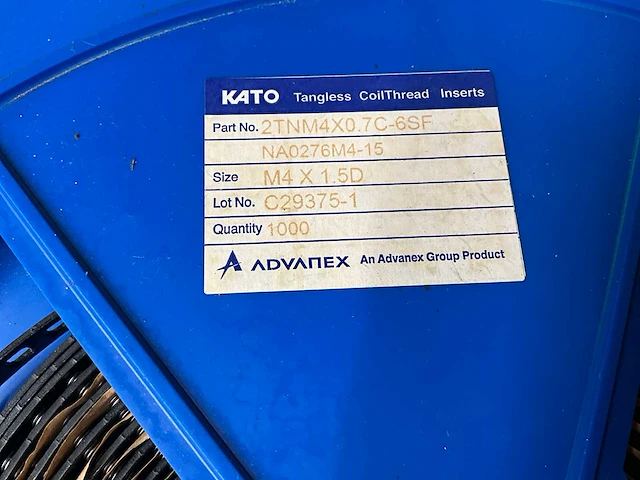 KATO Tangless CoilThread Inserts
Part No. 2TNM4X0.7C-6SF
NA0276M4-15
Size M4 X 1.5D
Lot No. C29375-1
Quantity 1000
ADVANEX An Advanex Group Product